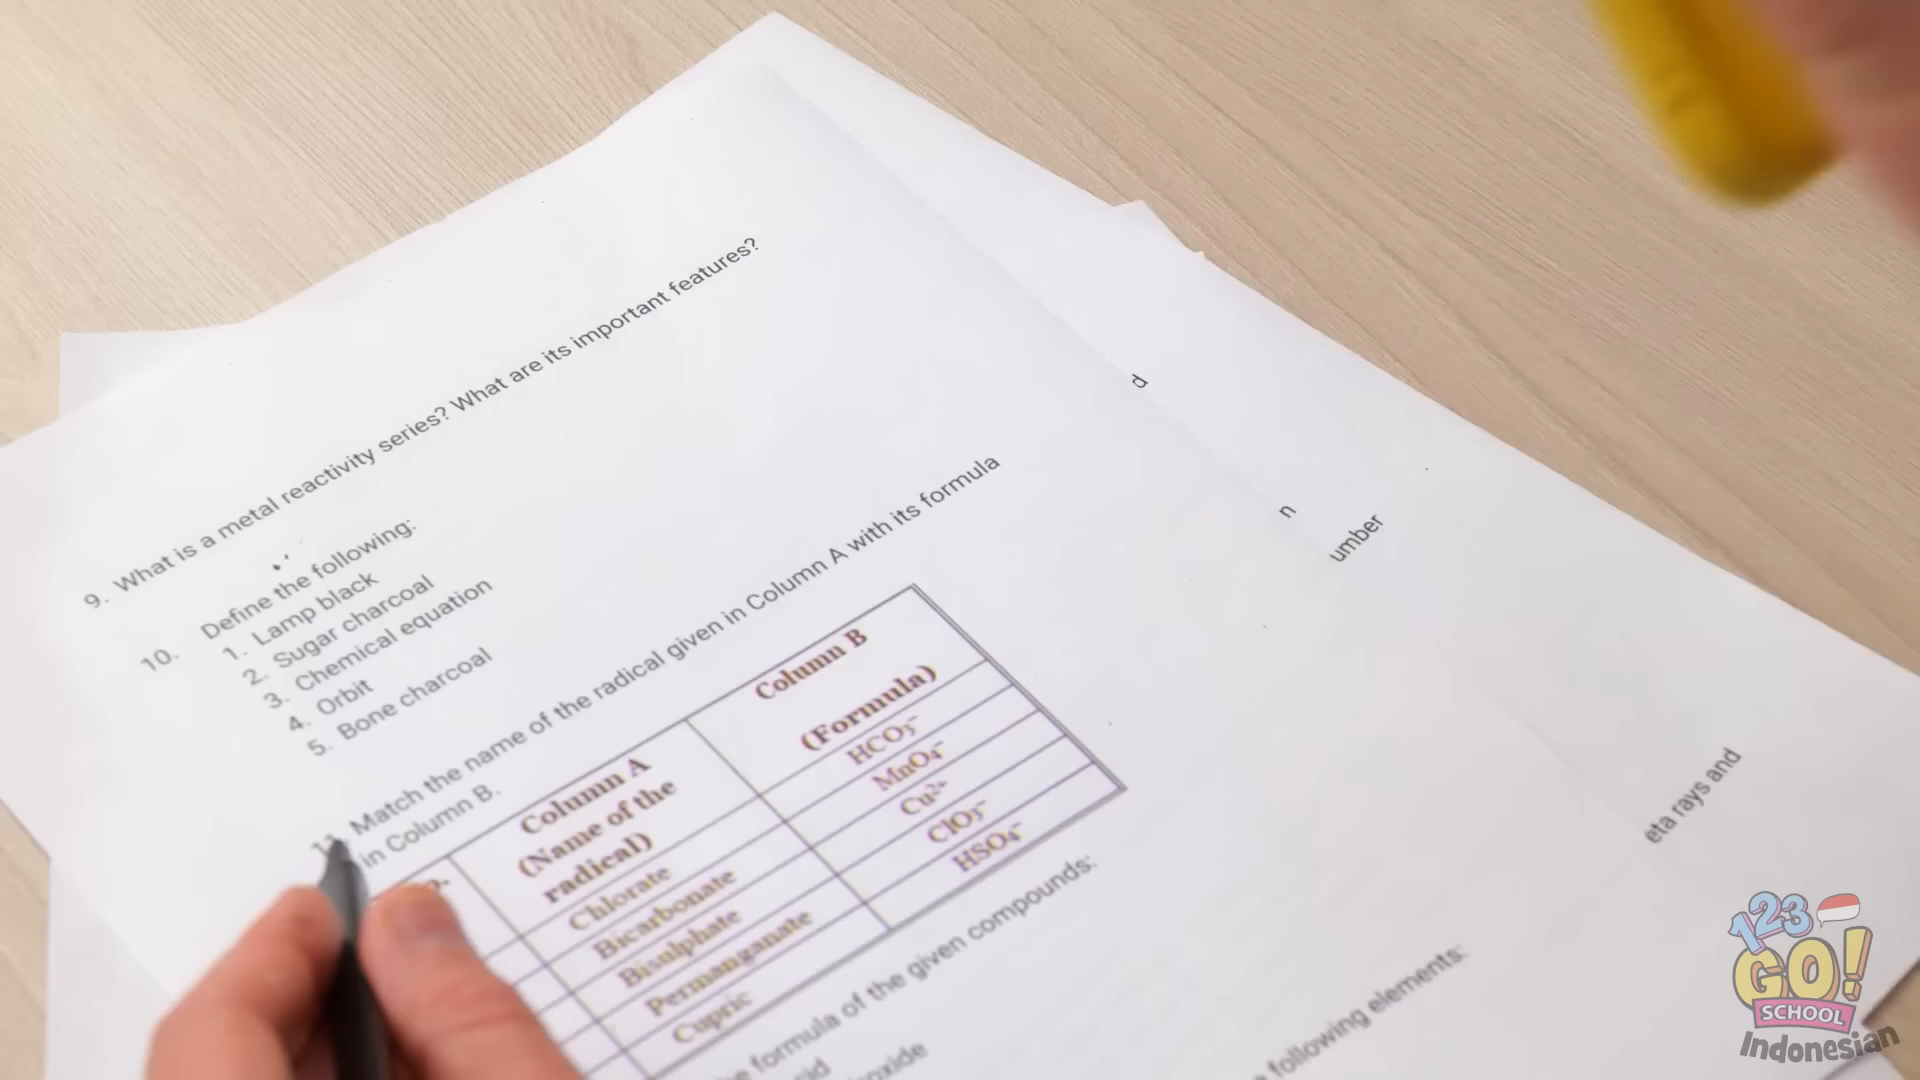 9. What is a metal reactivity series? What are its important features?
10. Define the following:
1. Lamp black
2. Sugar charcoal
3. Chemical equation
4. Orbit
5. Bone charcoal
11. Match the name of the radical given in Column A with its formula
in Column B.
Column A
(Name of the
radical)
Column B
(Formula)
Chlorate
HCO₃⁻
Bicarbonate
MnO₄⁻
Bisulphate
Cu²⁺
Permanganate
ClO₃⁻
Cupric
HSO₄⁻
formula of the given compounds:
following elements:
d
n
umber
eta rays and
123
GO!
SCHOOL
Indonesian